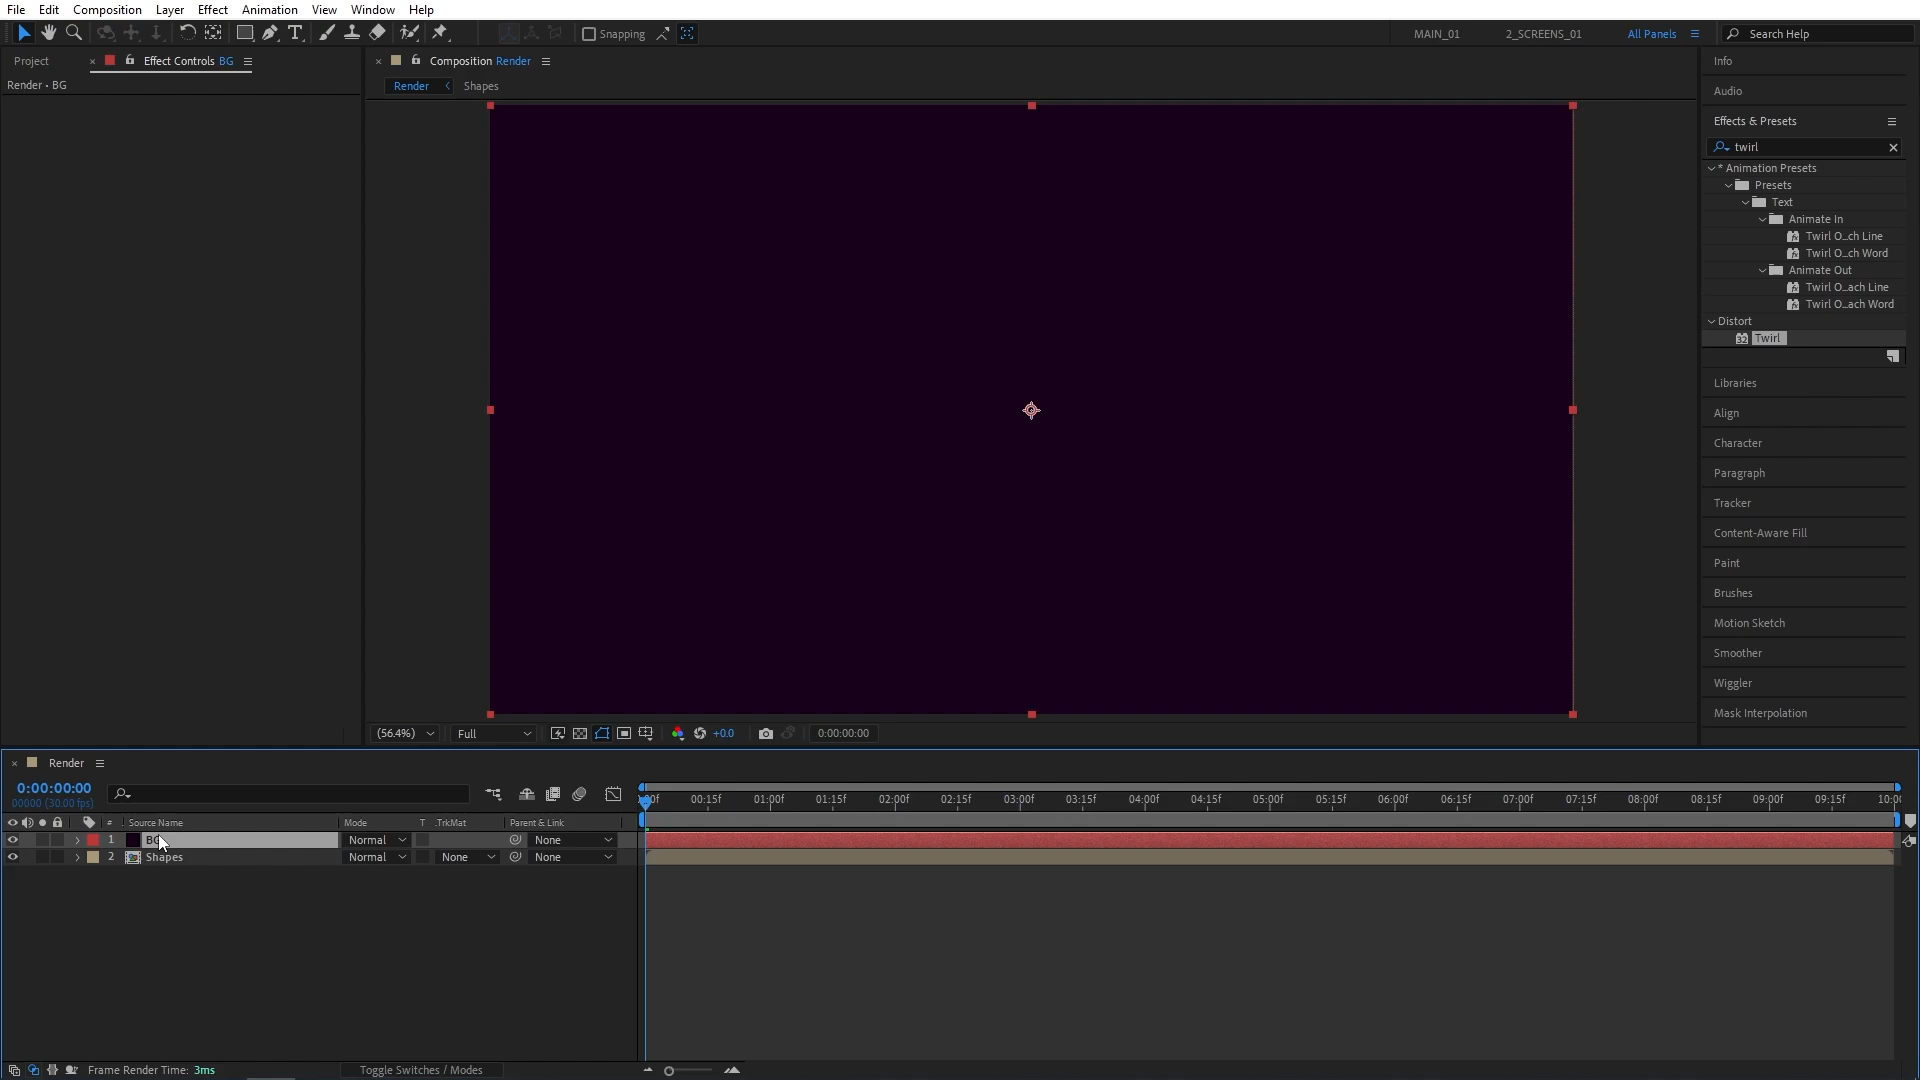 File Edit Composition Layer Effect Animation View Window Help
Snapping MAIN_01 2_SCREENS_01 All Panels Search Help
Project Effect Controls BG Composition Render Info
Render • BG Render Shapes
Audio
Effects & Presets
twirl
* Animation Presets
Presets
Text
Animate In
Twirl O...ch Line
Twirl O...ch Word
Animate Out
Twirl O...ach Line
Twirl O...ach Word
Distort
32 Twirl
Libraries
Align
Character
Paragraph
Tracker
Content-Aware Fill
Paint
Brushes
Motion Sketch
Smoother
Wiggler
Mask Interpolation
(56.4%) Full +0.0 0:00:00:00
Render
0:00:00:00
00000 (30.00 fps)
00:15f 01:00f 01:15f 02:00f 02:15f 03:00f 03:15f 04:00f 04:15f 05:00f 05:15f 06:00f 06:15f 07:00f 07:15f 08:00f 08:15f 09:00f 09:15f 10:0
# Source Name Mode T .TrkMat Parent & Link
1 BG Normal None
2 Shapes Normal None None
Frame Render Time: 3ms Toggle Switches / Modes